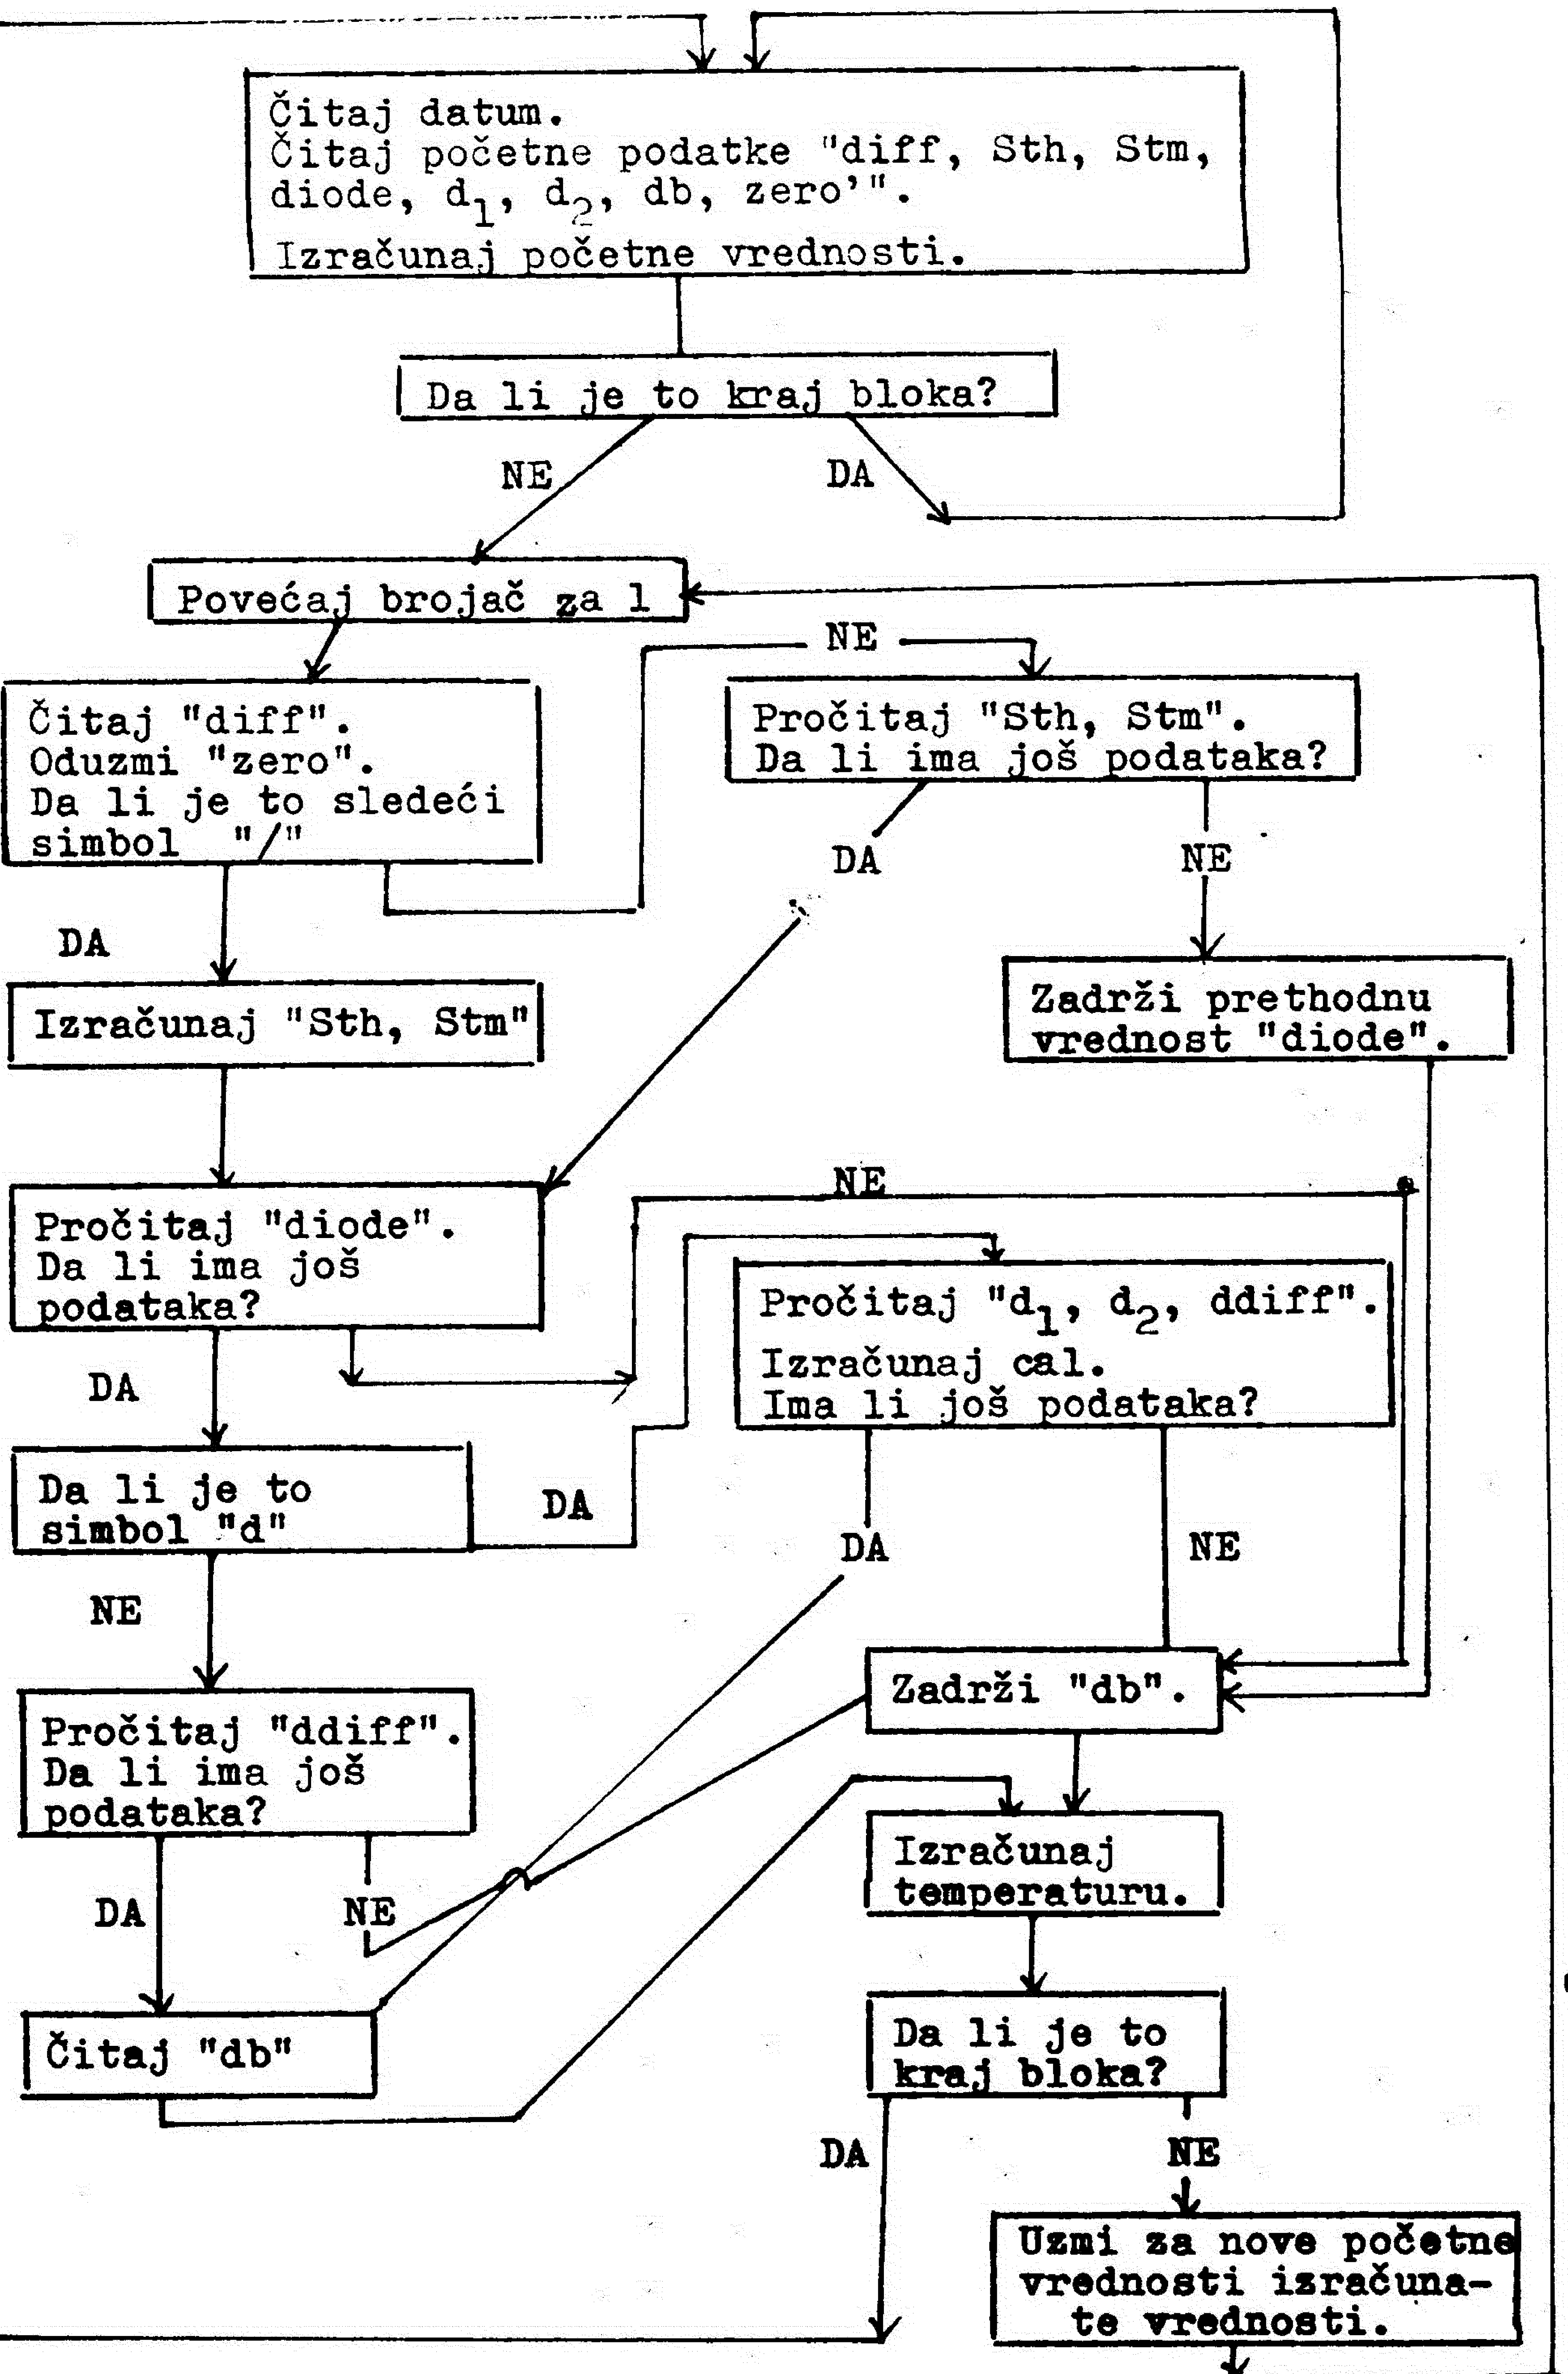 Čitaj datum.
Čitaj početne podatke "diff, Sth, Stm,
diode, d₁, d₂, db, zero'".
Izračunaj početne vrednosti.
Da li je to kraj bloka?
NE
DA
Povećaj brojač za 1
NE
Čitaj "diff".
Oduzmi "zero".
Da li je to sledeći
simbol "/"
Pročitaj "Sth, Stm".
Da li ima još podataka?
DA
NE
DA
Izračunaj "Sth, Stm"
Zadrži prethodnu
vrednost "diode".
NE
Pročitaj "diode".
Da li ima još
podataka?
Pročitaj "d₁, d₂, ddiff".
Izračunaj cal.
Ima li još podataka?
DA
Da li je to
simbol "d"
DA
DA
NE
NE
Zadrži "db".
Pročitaj "ddiff".
Da li ima još
podataka?
Izračunaj
temperaturu.
DA
NE
Čitaj "db"
Da li je to
kraj bloka?
DA
NE
Uzmi za nove početne
vrednosti izračuna-
te vrednosti.